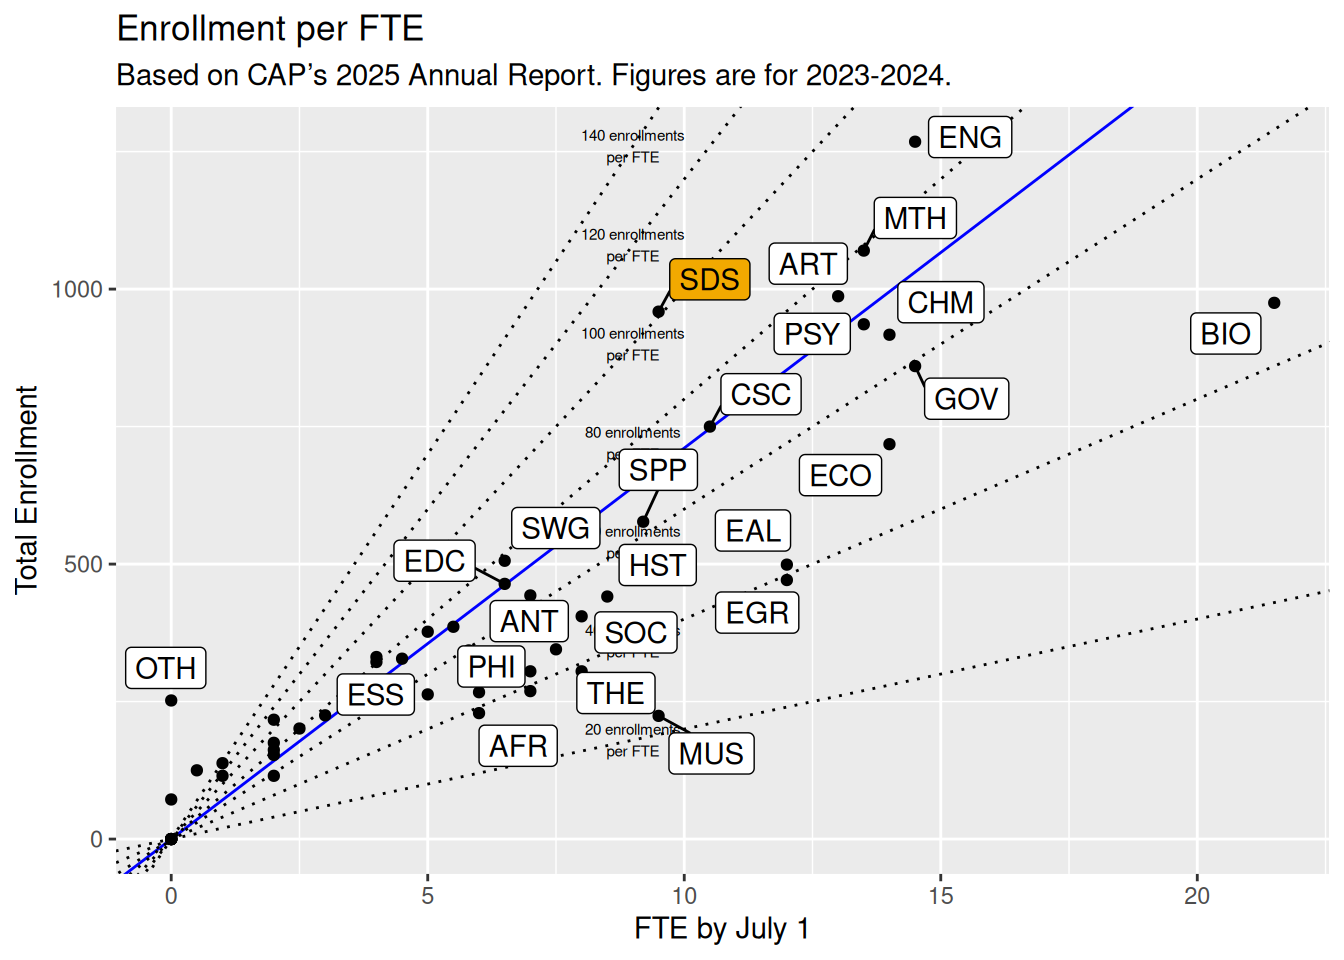 Enrollment per FTE
Based on CAP's 2025 Annual Report. Figures are for 2023-2024.
140 enrollments
per FTE
ENG
MTH
120 enrollments
per FTE
ART
SDS
1000
CHM
BIO
100 enrollments
per FTE
PSY
CSC
GOV
80 enrollments
SPP
ECO
SWG
enrollments
EAL
EDC
HST
500
ANT
EGR
SOC
per FTE
OTH
PHI
ESS
THE
20 enrollments
per FTE
AFR
MUS
0
0
5
10
15
20
FTE by July 1
Total Enrollment